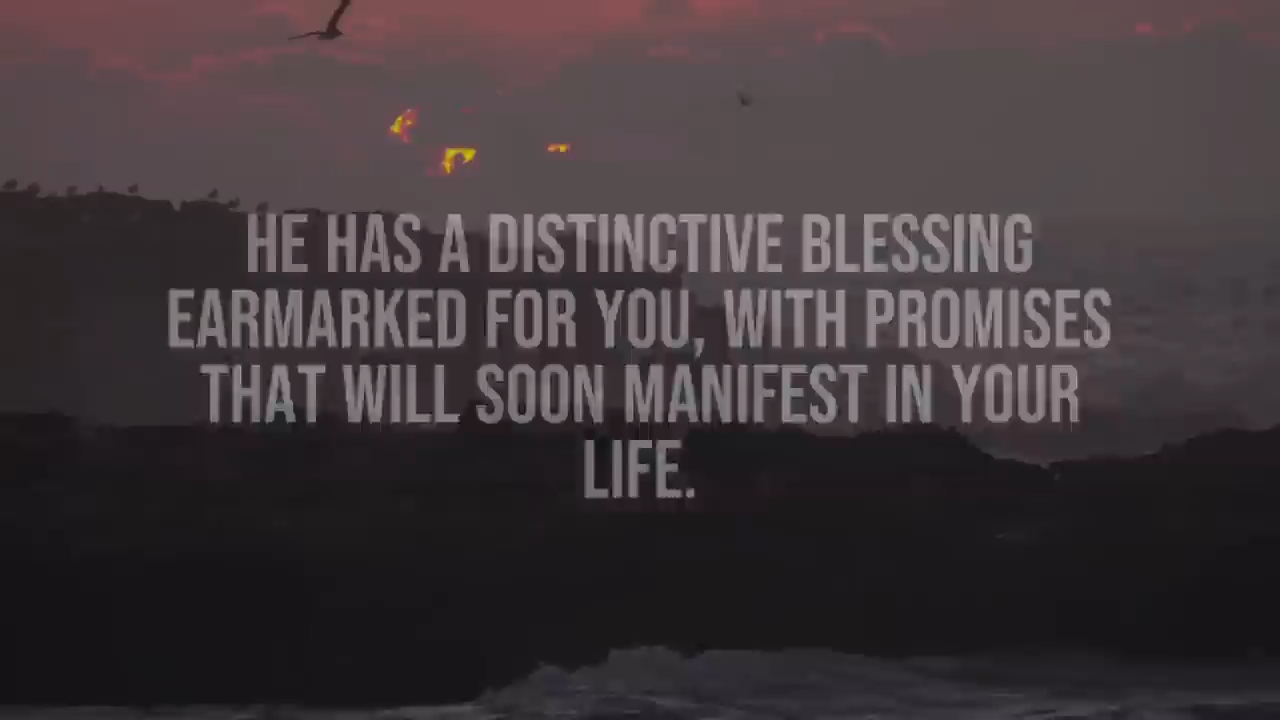 HE HAS A DISTINCTIVE BLESSING
EARMARKED FOR YOU, WITH PROMISES
THAT WILL SOON MANIFEST IN YOUR
LIFE.